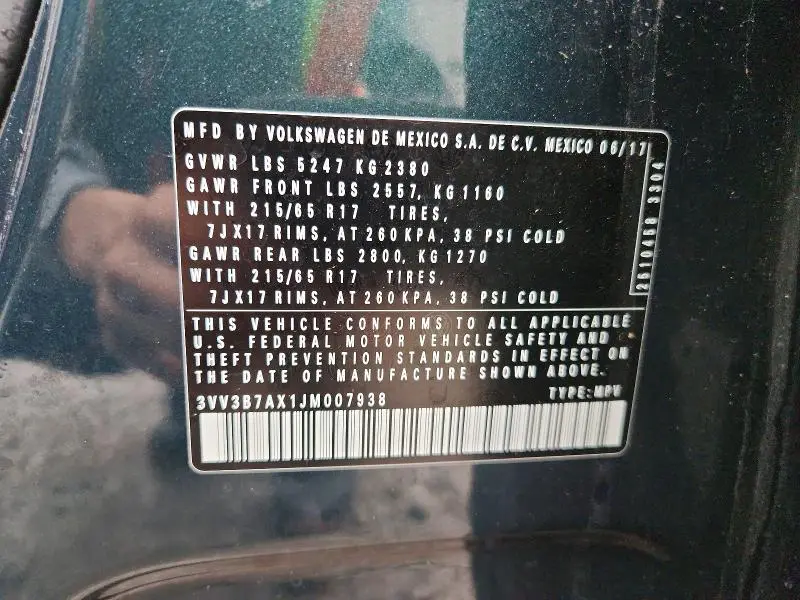 MFD BY VOLKSWAGEN DE MEXICO S.A. DE C.V. MEXICO 06/17
GVWR LBS 5247 KG 2380
GAWR FRONT LBS 2557, KG 1160
WITH 215/65 R17 TIRES,
7JX17 RIMS, AT 260 KPA, 38 PSI COLD
GAWR REAR LBS 2800, KG 1270
WITH 215/65 R17 TIRES,
7JX17 RIMS, AT 260 KPA, 38 PSI COLD
2510458 3304
THIS VEHICLE CONFORMS TO ALL APPLICABLE
U.S. FEDERAL MOTOR VEHICLE SAFETY AND
THEFT PREVENTION STANDARDS IN EFFECT ON
THE DATE OF MANUFACTURE SHOWN ABOVE.
3VV3B7AX1JM007938 TYPE: MPV